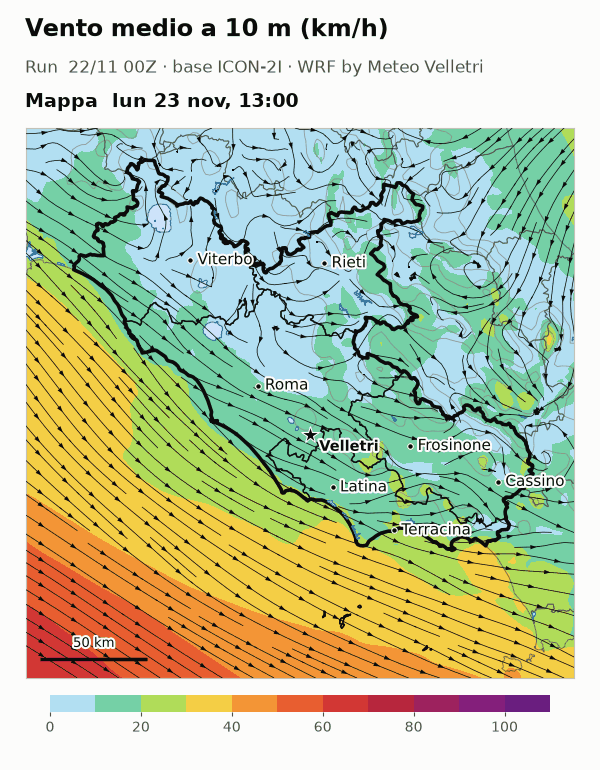 Vento medio a 10 m (km/h)
Run  22/11 00Z · base ICON-2I · WRF by Meteo Velletri
Mappa  lun 23 nov, 13:00
Viterbo
Rieti
Roma
Velletri
Frosinone
Latina
Cassino
Terracina
50 km
0 20 40 60 80 100